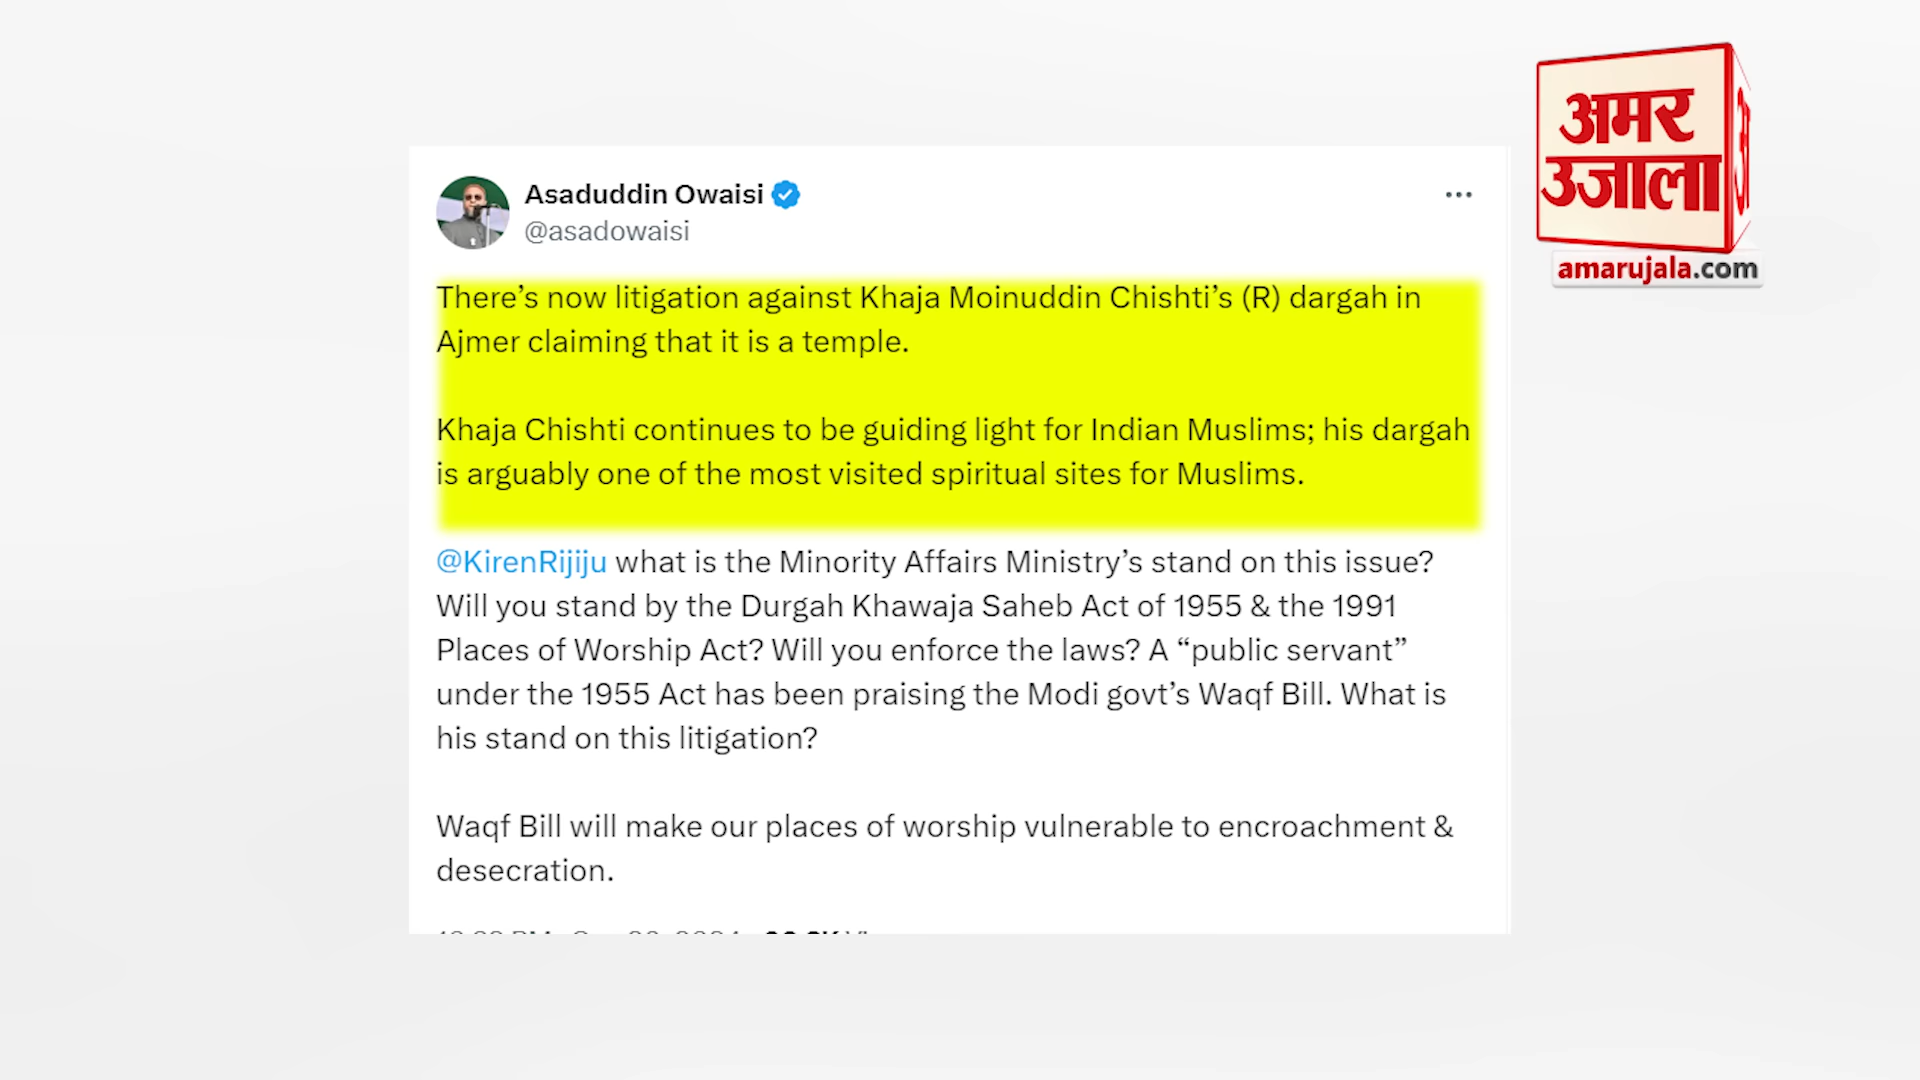 अमर
उजाला
amarujala.com
Asaduddin Owaisi
@asadowaisi
There’s now litigation against Khaja Moinuddin Chishti’s (R) dargah in
Ajmer claiming that it is a temple.
Khaja Chishti continues to be guiding light for Indian Muslims; his dargah
is arguably one of the most visited spiritual sites for Muslims.
@KirenRijiju what is the Minority Affairs Ministry’s stand on this issue?
Will you stand by the Durgah Khawaja Saheb Act of 1955 & the 1991
Places of Worship Act? Will you enforce the laws? A “public servant”
under the 1955 Act has been praising the Modi govt’s Waqf Bill. What is
his stand on this litigation?
Waqf Bill will make our places of worship vulnerable to encroachment &
desecration.